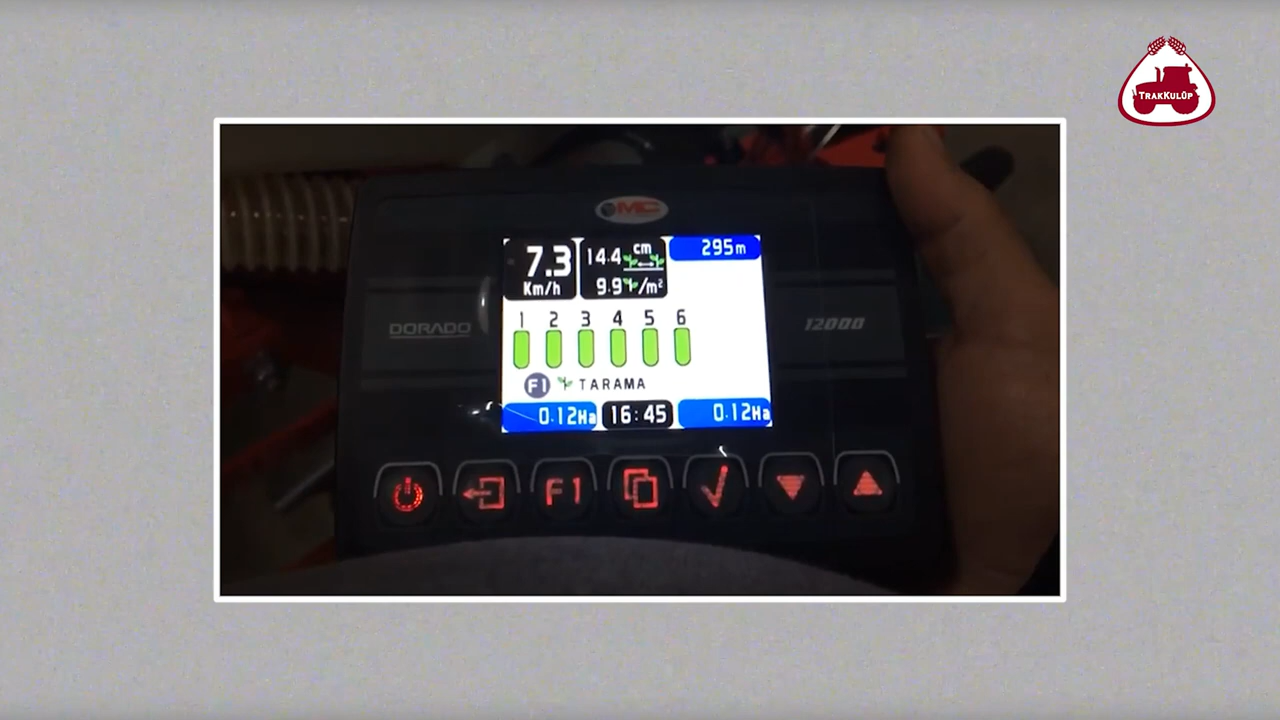 TRAKKULÜP
MC
7.3
Km/h
14.4 cm
9.9 /m²
295m
DORADO
12000
1 2 3 4 5 6
F1 TARAMA
0.12Ha
16:45
0.12Ha
F1